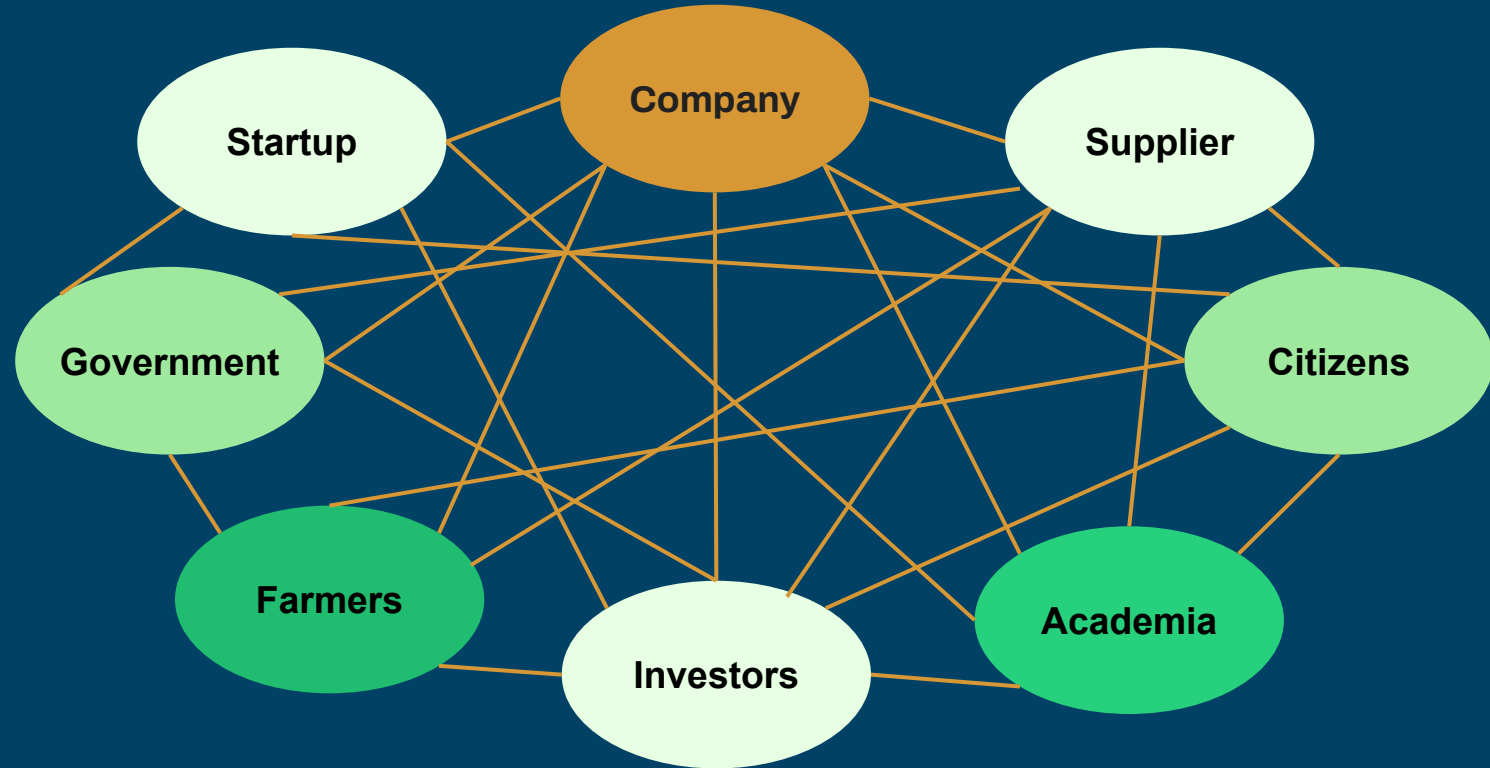 Company
Startup
Supplier
Government
Citizens
Farmers
Academia
Investors